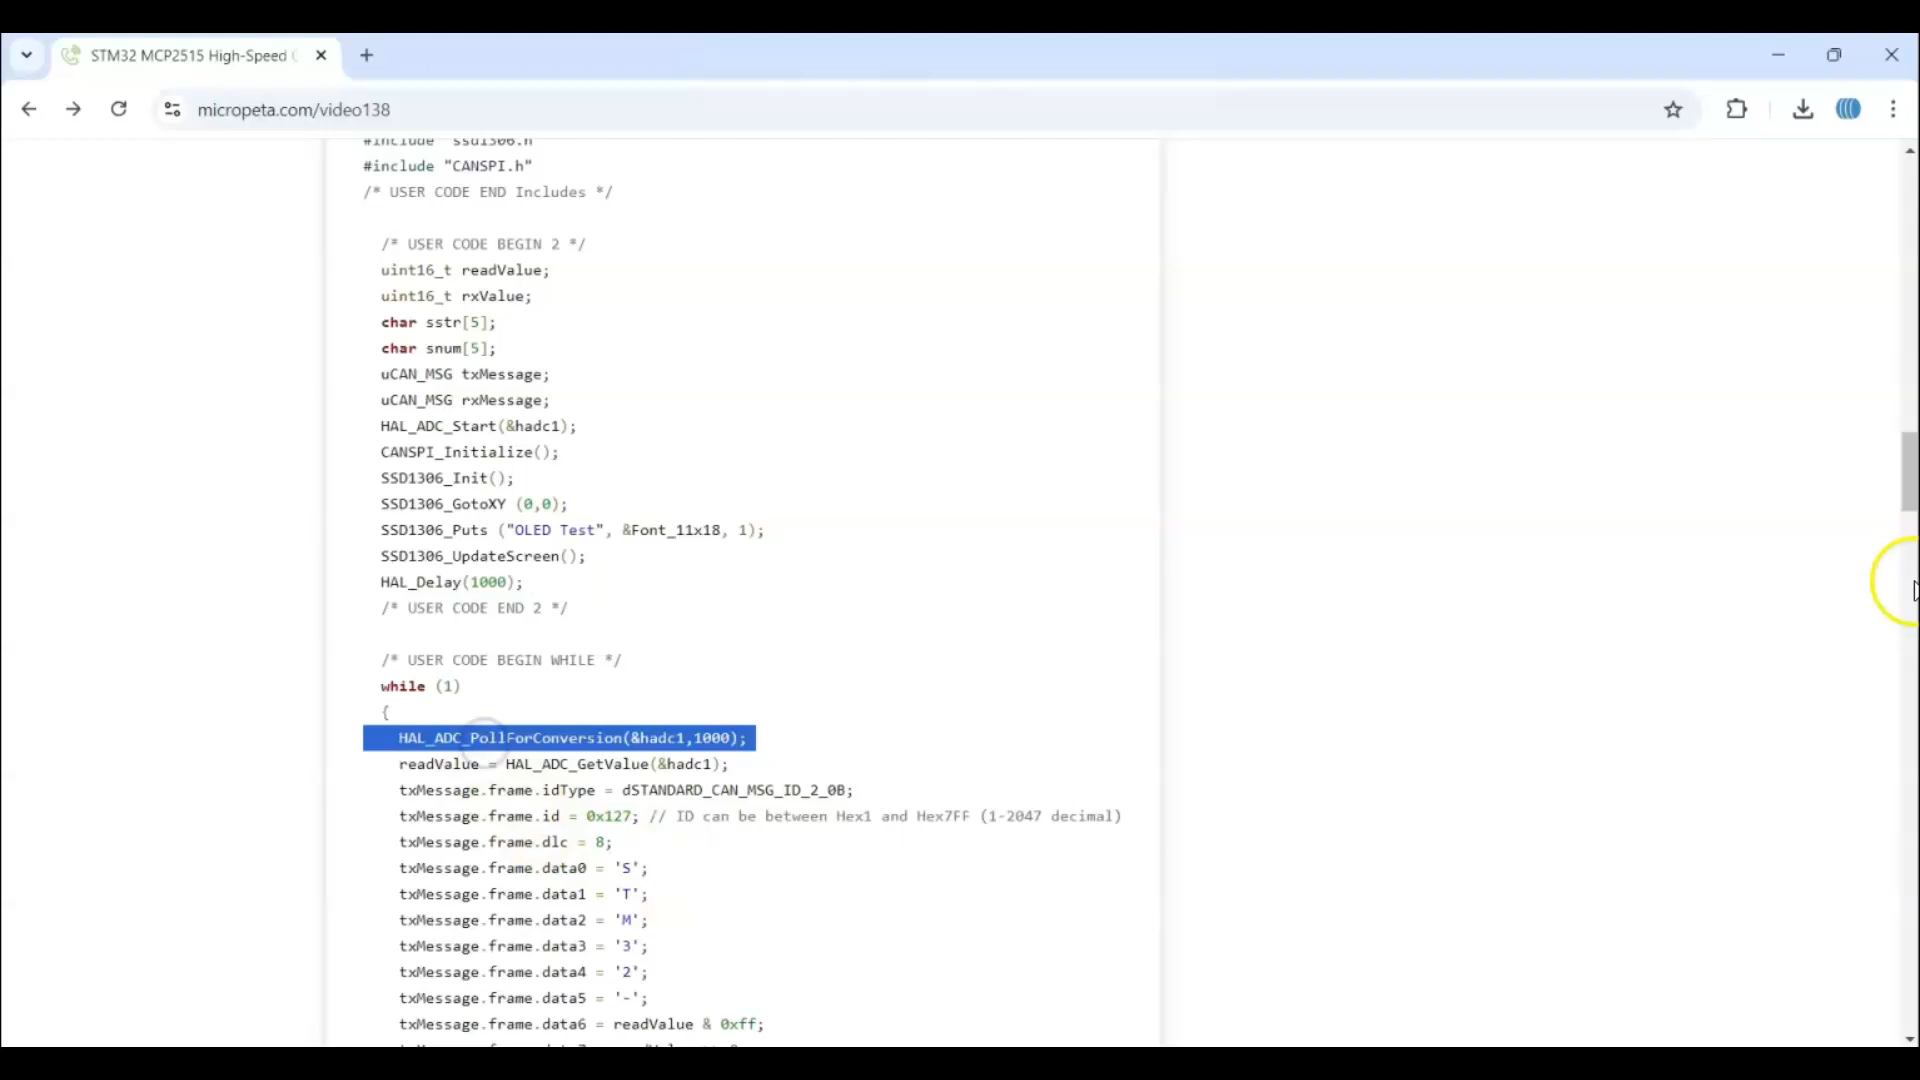 STM32 MCP2515 High-Speed (
micropeta.com/video138
#include "ssd1306.h"
#include "CANSPI.h"
/* USER CODE END Includes */
/* USER CODE BEGIN 2 */
uint16_t readValue;
uint16_t rxValue;
char sstr[5];
char snum[5];
uCAN_MSG txMessage;
uCAN_MSG rxMessage;
HAL_ADC_Start(&hadc1);
CANSPI_Initialize();
SSD1306_Init();
SSD1306_GotoXY (0,0);
SSD1306_Puts ("OLED Test", &Font_11x18, 1);
SSD1306_UpdateScreen();
HAL_Delay(1000);
/* USER CODE END 2 */
/* USER CODE BEGIN WHILE */
while (1)
{
HAL_ADC_PollForConversion(&hadc1,1000);
readValue = HAL_ADC_GetValue(&hadc1);
txMessage.frame.idType = dSTANDARD_CAN_MSG_ID_2_0B;
txMessage.frame.id = 0x127; // ID can be between Hex1 and Hex7FF (1-2047 decimal)
txMessage.frame.dlc = 8;
txMessage.frame.data0 = 'S';
txMessage.frame.data1 = 'T';
txMessage.frame.data2 = 'M';
txMessage.frame.data3 = '3';
txMessage.frame.data4 = '2';
txMessage.frame.data5 = '-';
txMessage.frame.data6 = readValue & 0xff;